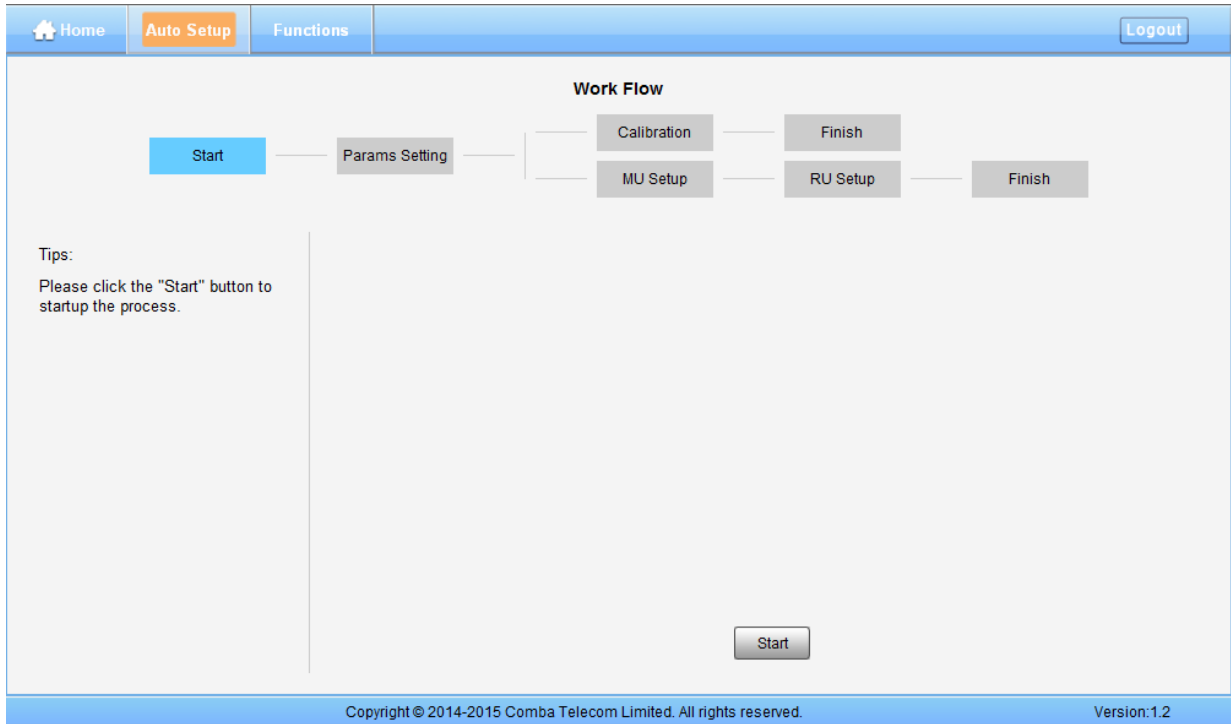 Home Auto Setup Functions Logout
Work Flow
Calibration Finish
Start Params Setting
MU Setup RU Setup Finish
Tips:
Please click the "Start" button to
startup the process.
Start
Copyright © 2014-2015 Comba Telecom Limited. All rights reserved. Version:1.2